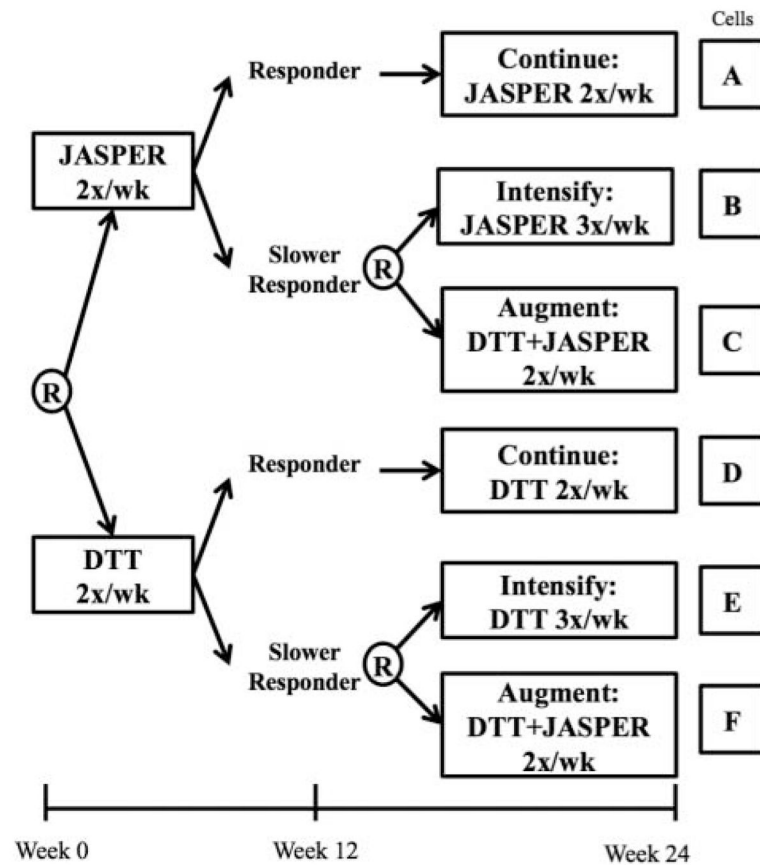 Cells
Responder
Continue:
JASPER 2x/wk
A
JASPER
2x/wk
Slower
Responder
R
Intensify:
JASPER 3x/wk
B
Augment:
DTT+JASPER
2x/wk
C
R
Responder
Continue:
DTT 2x/wk
D
DTT
2x/wk
Slower
Responder
R
Intensify:
DTT 3x/wk
E
Augment:
DTT+JASPER
2x/wk
F
Week 0
Week 12
Week 24